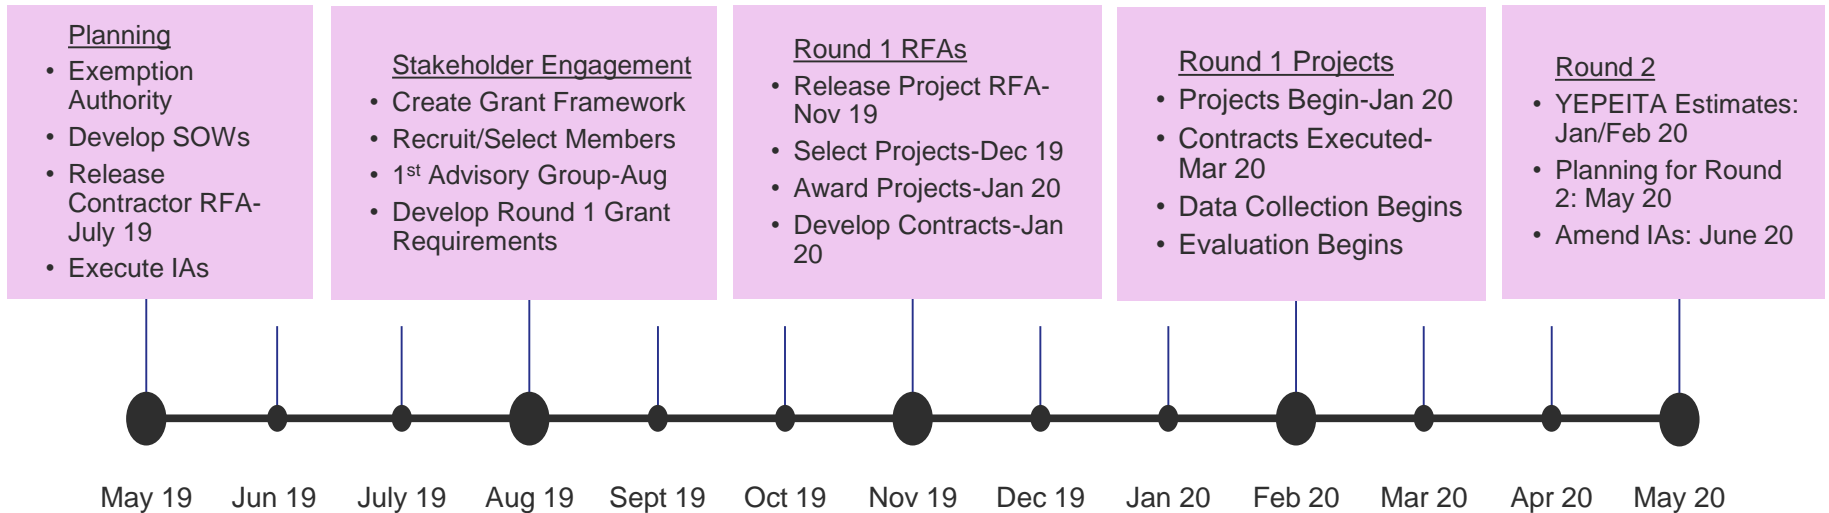 Planning
• Exemption
Authority
• Develop SOWs
• Release
Contractor RFA-
July 19
• Execute IAs
Stakeholder Engagement
• Create Grant Framework
• Recruit/Select Members
• 1st Advisory Group-Aug
• Develop Round 1 Grant
Requirements
Round 1 RFAs
• Release Project RFA-
Nov 19
• Select Projects-Dec 19
• Award Projects-Jan 20
• Develop Contracts-Jan
20
Round 1 Projects
• Projects Begin-Jan 20
• Contracts Executed-
Mar 20
• Data Collection Begins
• Evaluation Begins
Round 2
• YEPEITA Estimates:
Jan/Feb 20
• Planning for Round
2: May 20
• Amend IAs: June 20
May 19 Jun 19 July 19 Aug 19 Sept 19 Oct 19 Nov 19 Dec 19 Jan 20 Feb 20 Mar 20 Apr 20 May 20